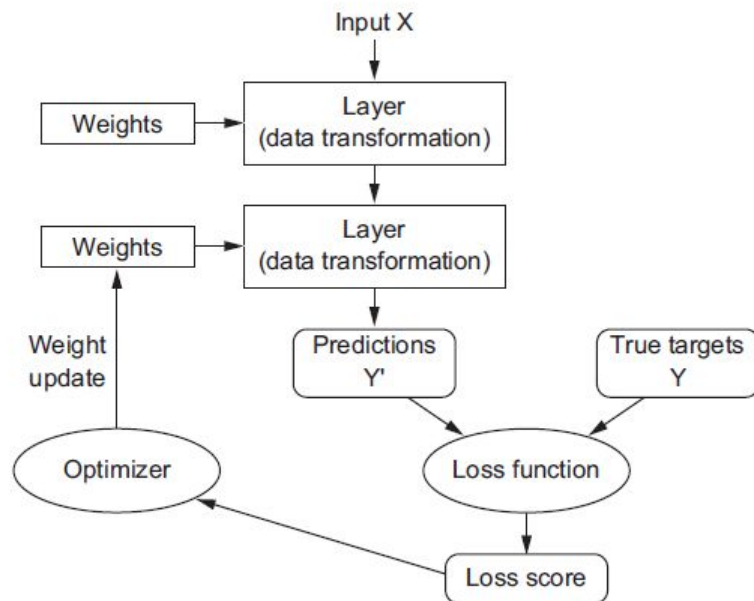 Input X
Layer
(data transformation)
Weights
Layer
(data transformation)
Weights
Weight
update
Predictions
Y'
True targets
Y
Optimizer
Loss function
Loss score